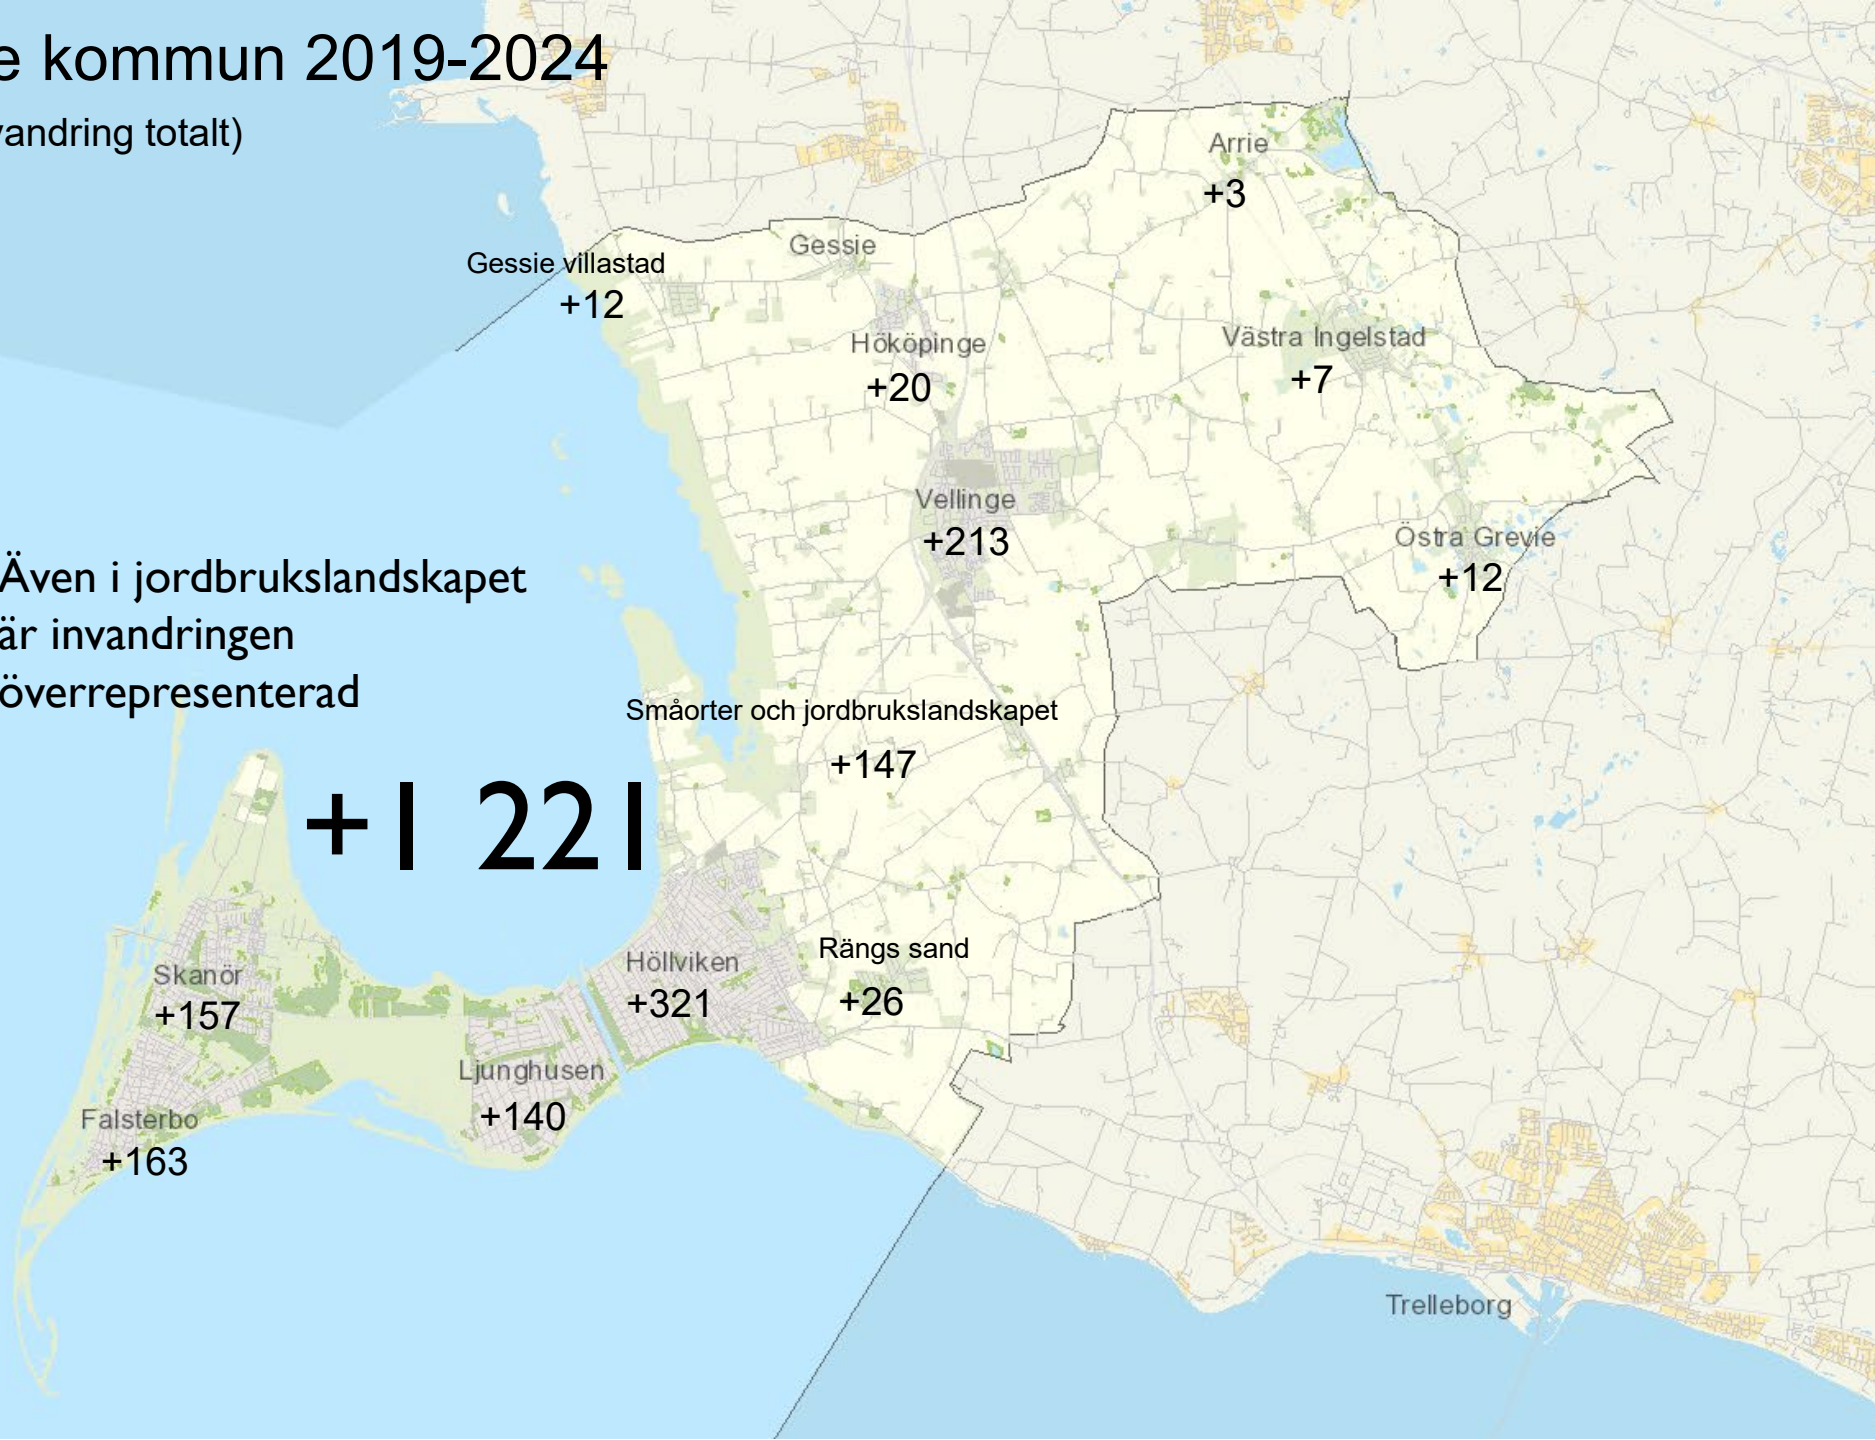 e kommun 2019-2024
vandring totalt)
Arrie
+3
Gessie
Gessie villastad
+12
Hököpinge
+20
Västra Ingelstad
+7
Vellinge
+213
Östra Grevie
+12
Även i jordbrukslandskapet
är invandringen
överrepresenterad
Småorter och jordbrukslandskapet
+147
+1 221
Rängs sand
+26
Höllviken
+321
Skanör
+157
Ljunghusen
+140
Falsterbo
+163
Trelleborg